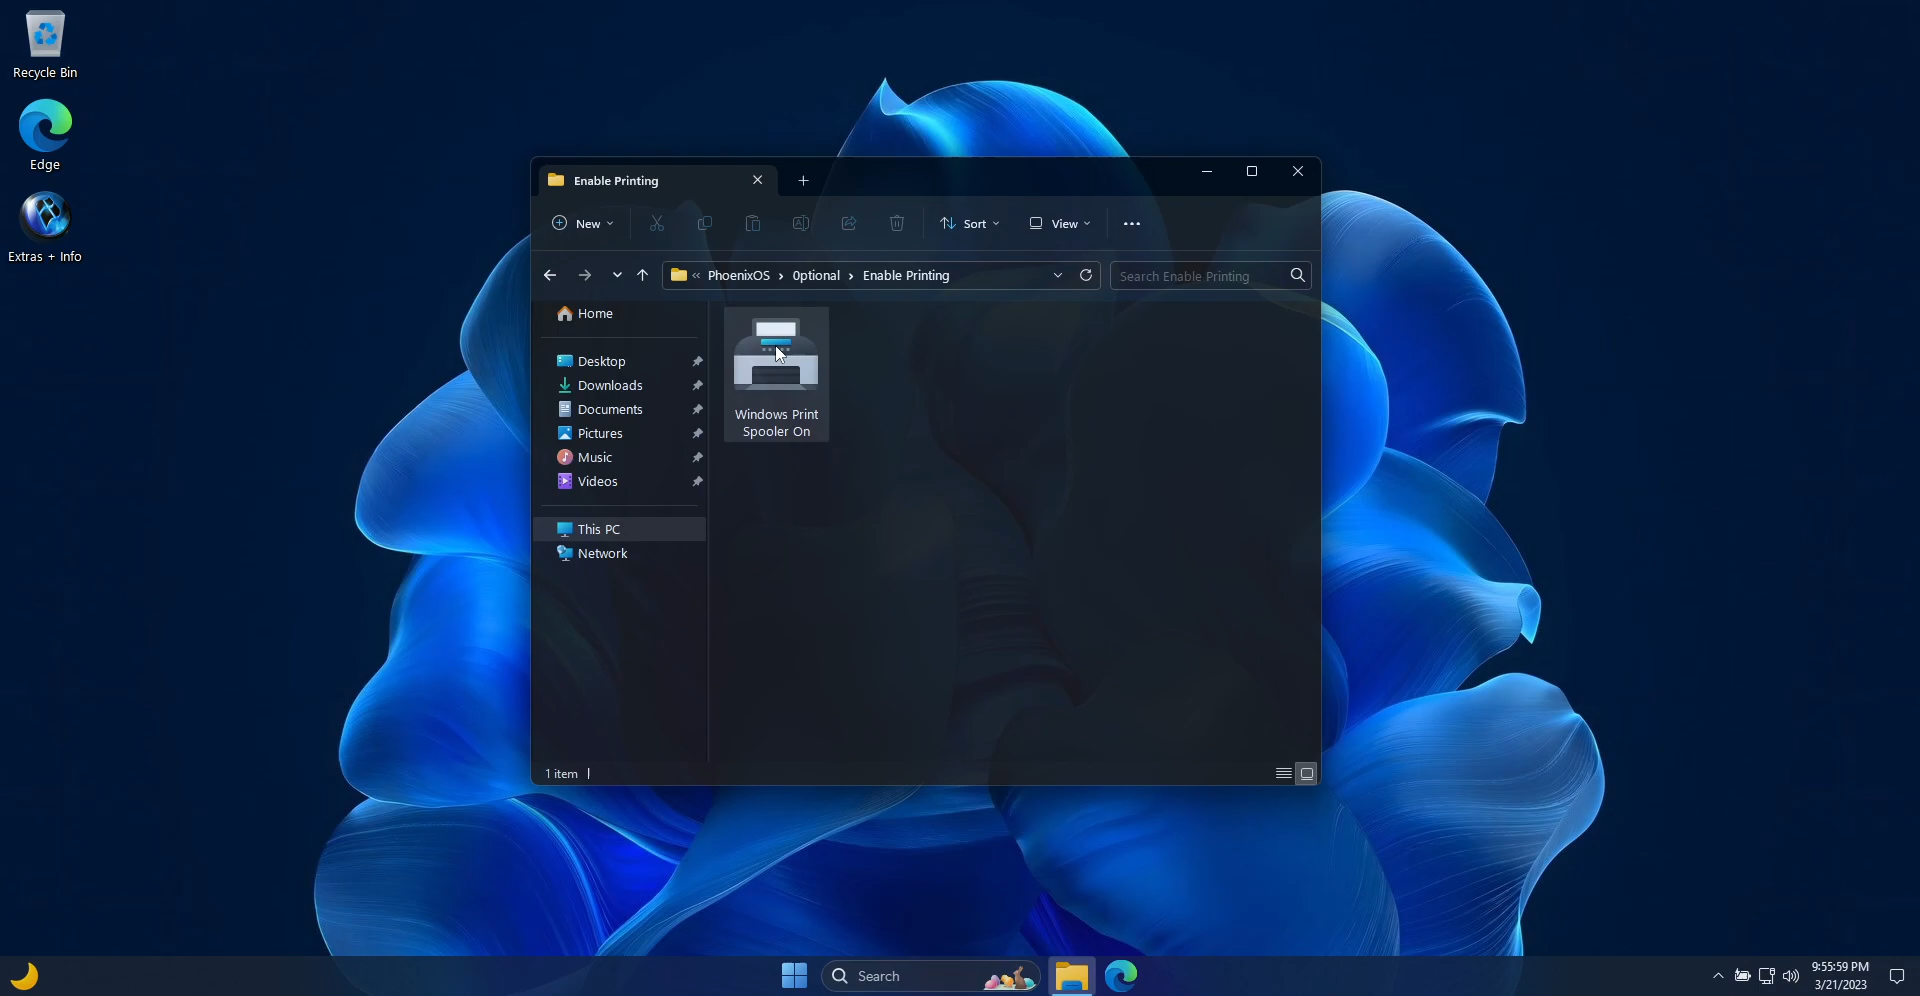 Recycle Bin
Edge
Extras + Info
Enable Printing
New
Sort
View
« PhoenixOS › 0ptional › Enable Printing
Search Enable Printing
Home
Desktop
Downloads
Documents
Pictures
Music
Videos
This PC
Network
Windows Print
Spooler On
1 item
Search
9:55:59 PM
3/21/2023